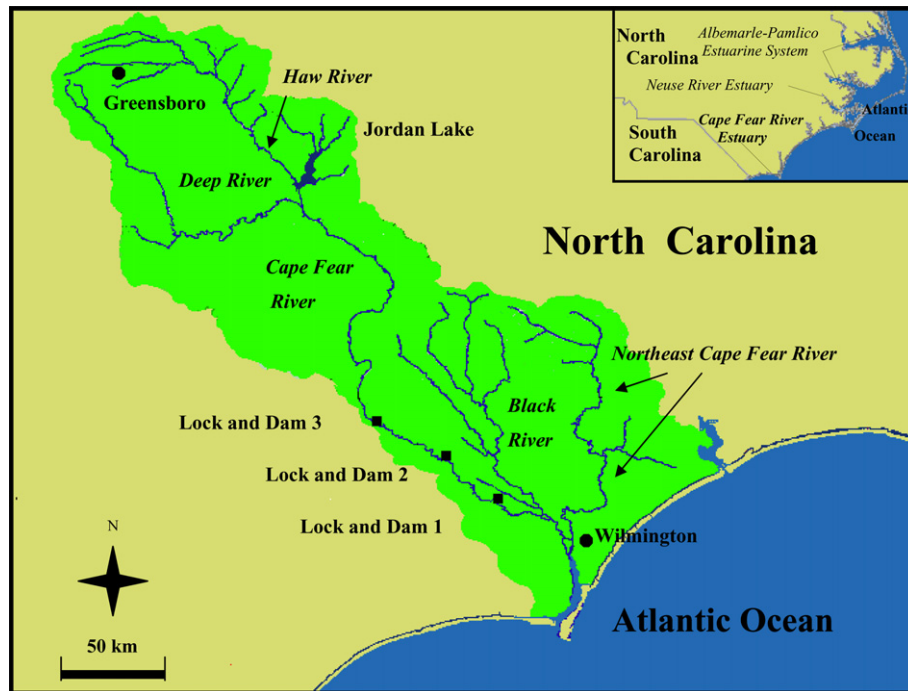 North
Carolina
Albemarle-Pamlico
Estuarine System
Neuse River Estuary
Cape Fear River
Estuary
Atlantic
Ocean
South
Carolina
Greensboro
Haw River
Jordan Lake
Deep River
North Carolina
Cape Fear
River
Northeast Cape Fear River
Black
River
Lock and Dam 3
Lock and Dam 2
Lock and Dam 1
Wilmington
N
Atlantic Ocean
50 km